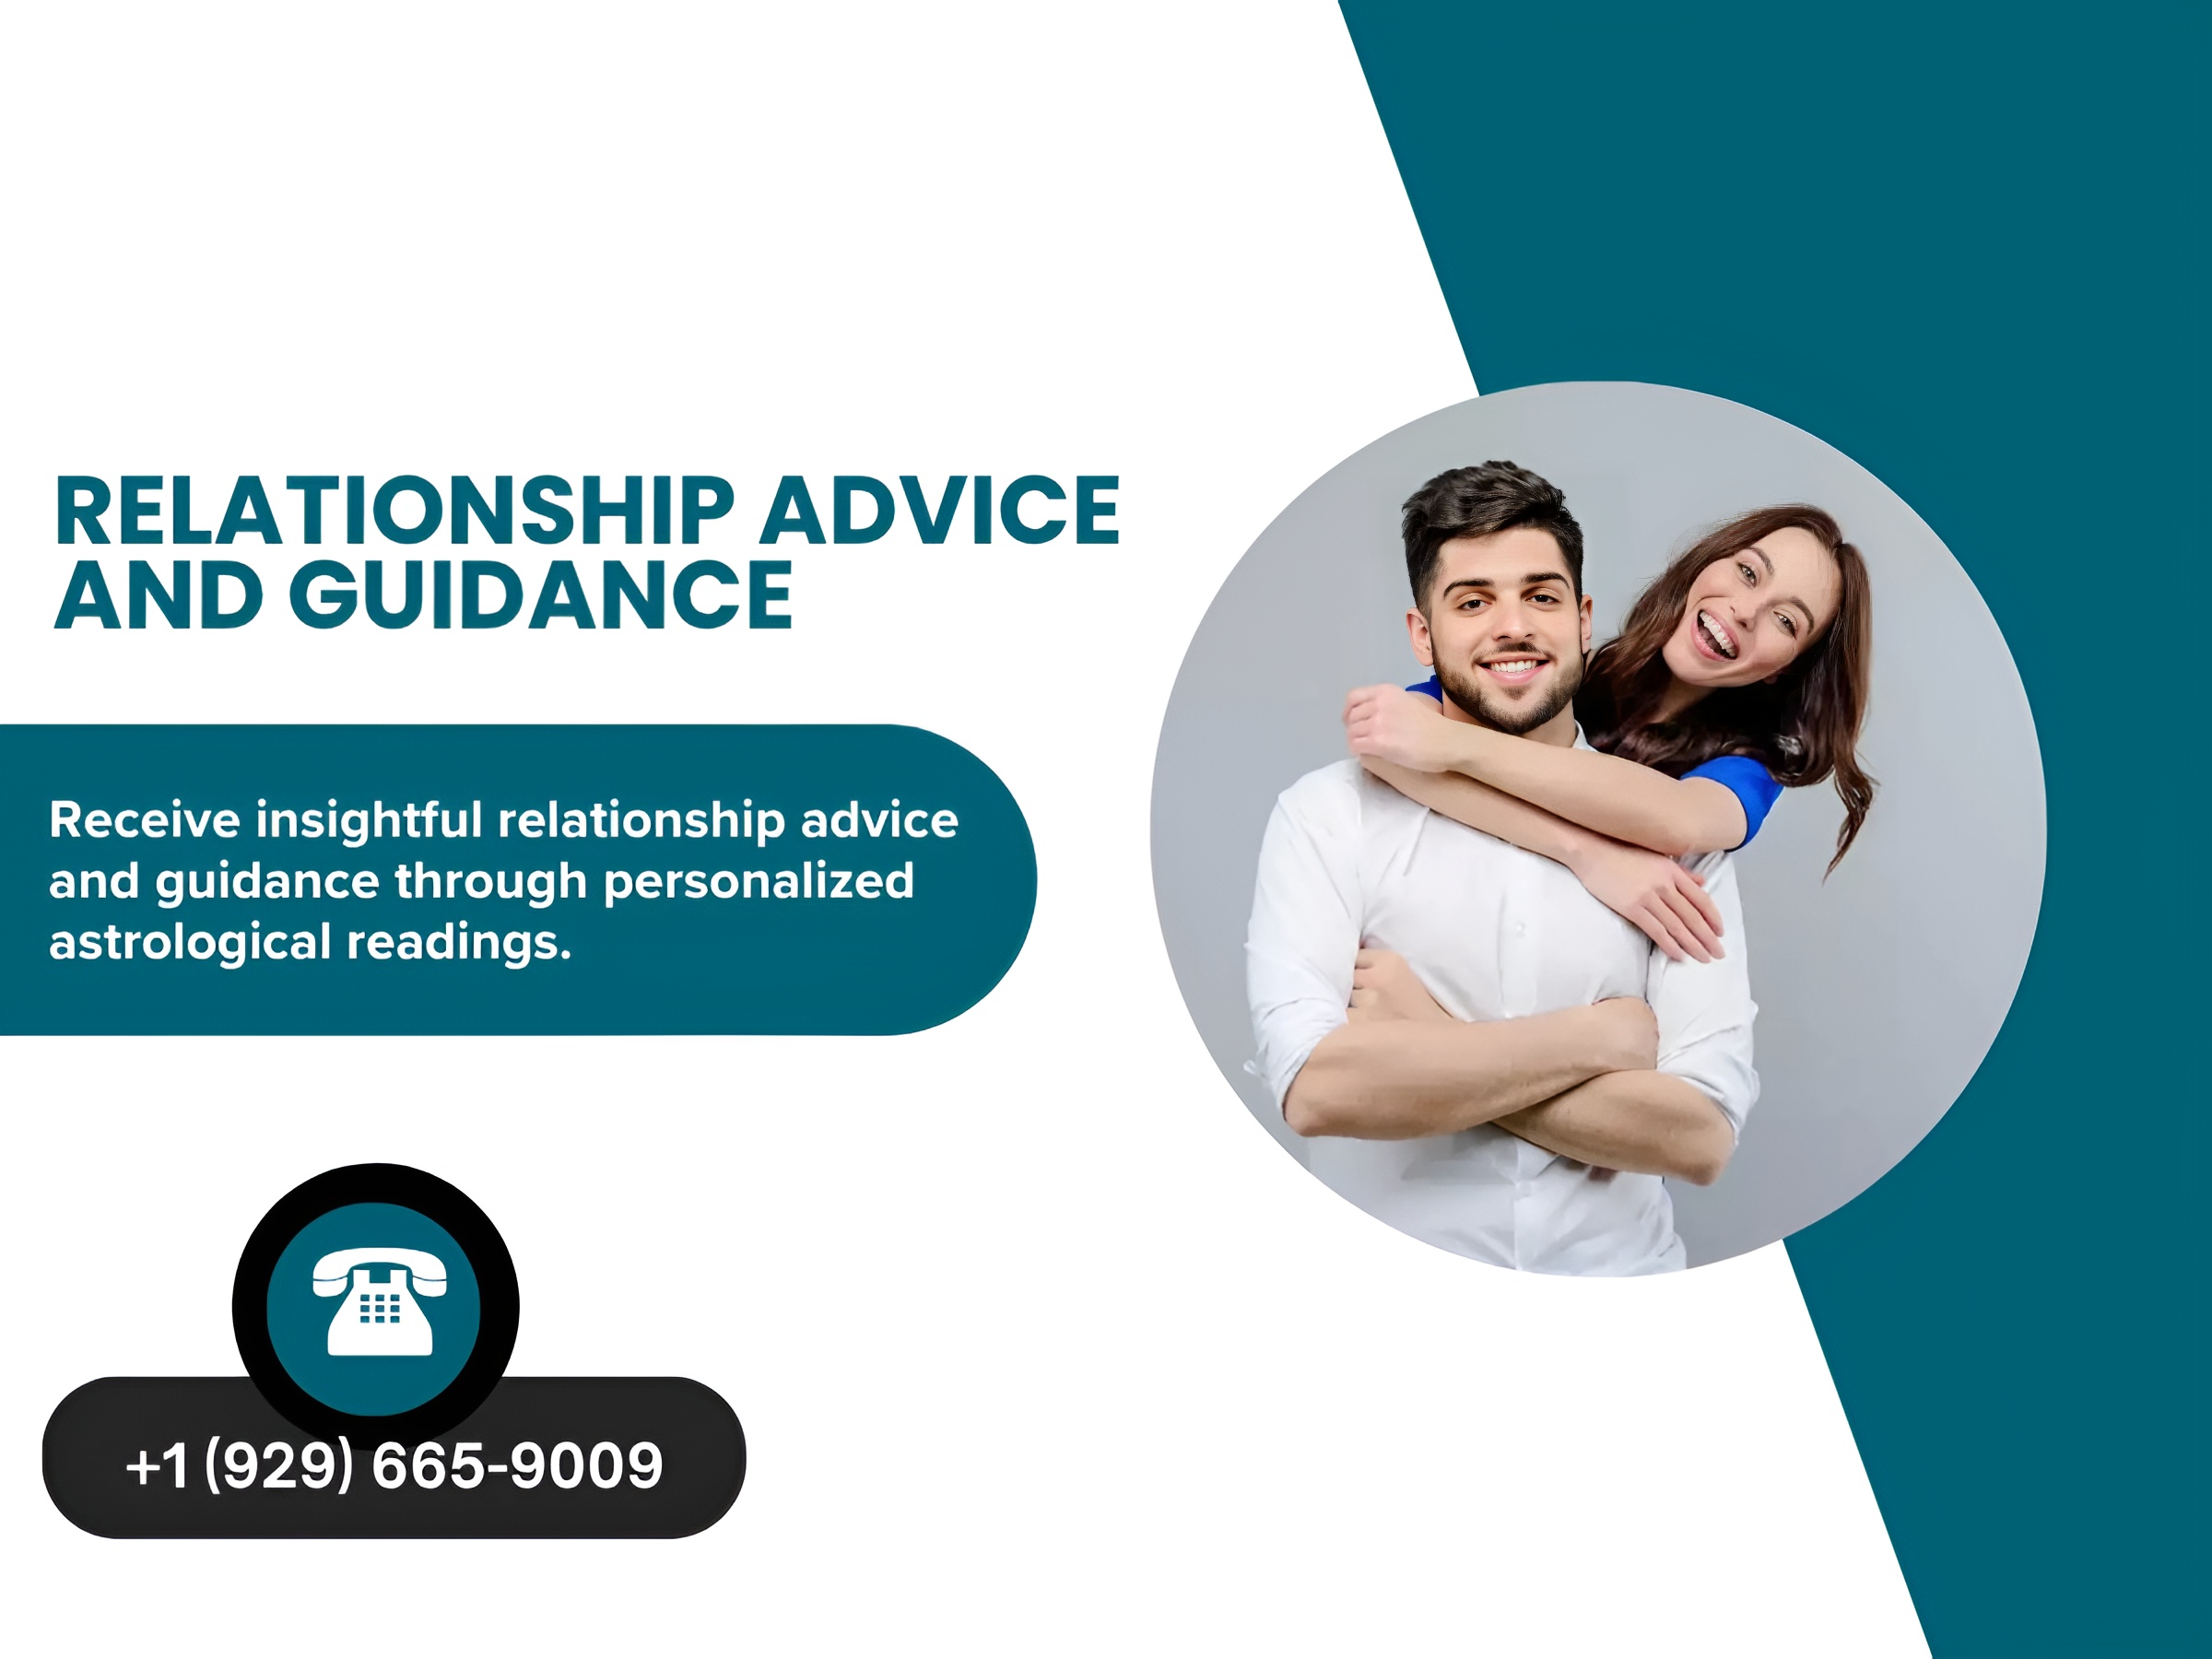 RELATIONSHIP ADVICE
AND GUIDANCE
Receive insightful relationship advice
and guidance through personalized
astrological readings.
+1 (929) 665-9009